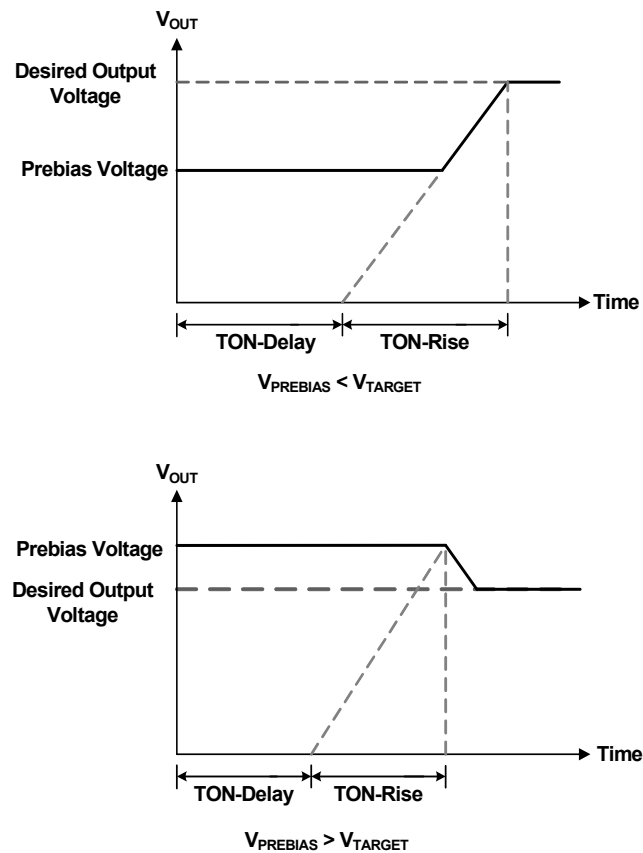 VOUT
Desired Output
Voltage
Prebias Voltage
Time
TON-Delay TON-Rise
VPREBIAS < VTARGET
VOUT
Prebias Voltage
Desired Output
Voltage
Time
TON-Delay TON-Rise
VPREBIAS > VTARGET